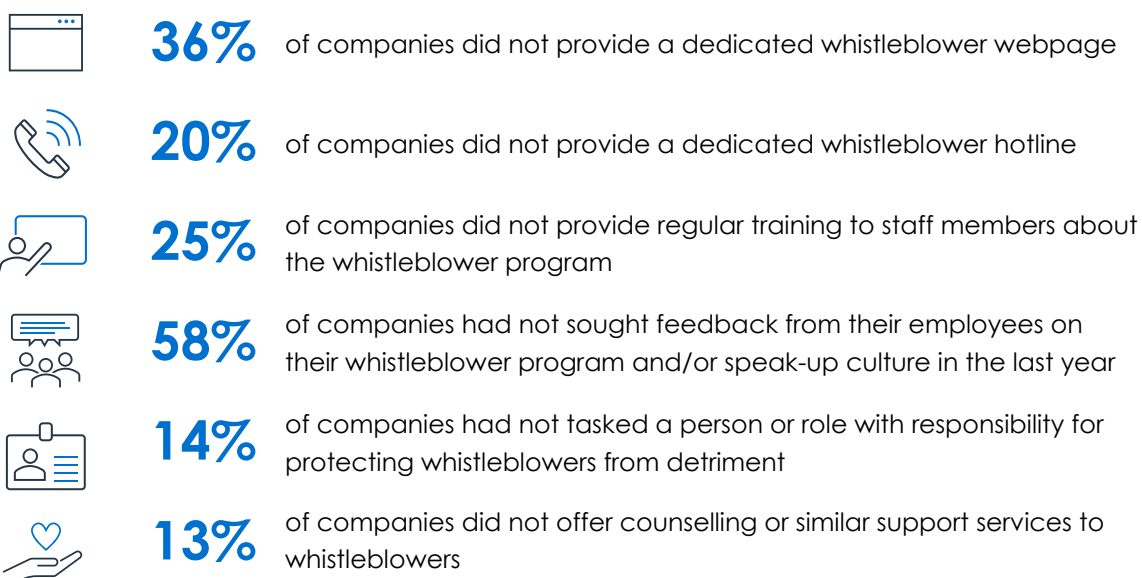 36% of companies did not provide a dedicated whistleblower webpage
20% of companies did not provide a dedicated whistleblower hotline
25% of companies did not provide regular training to staff members about
the whistleblower program
58% of companies had not sought feedback from their employees on
their whistleblower program and/or speak-up culture in the last year
14% of companies had not tasked a person or role with responsibility for
protecting whistleblowers from detriment
13% of companies did not offer counselling or similar support services to
whistleblowers